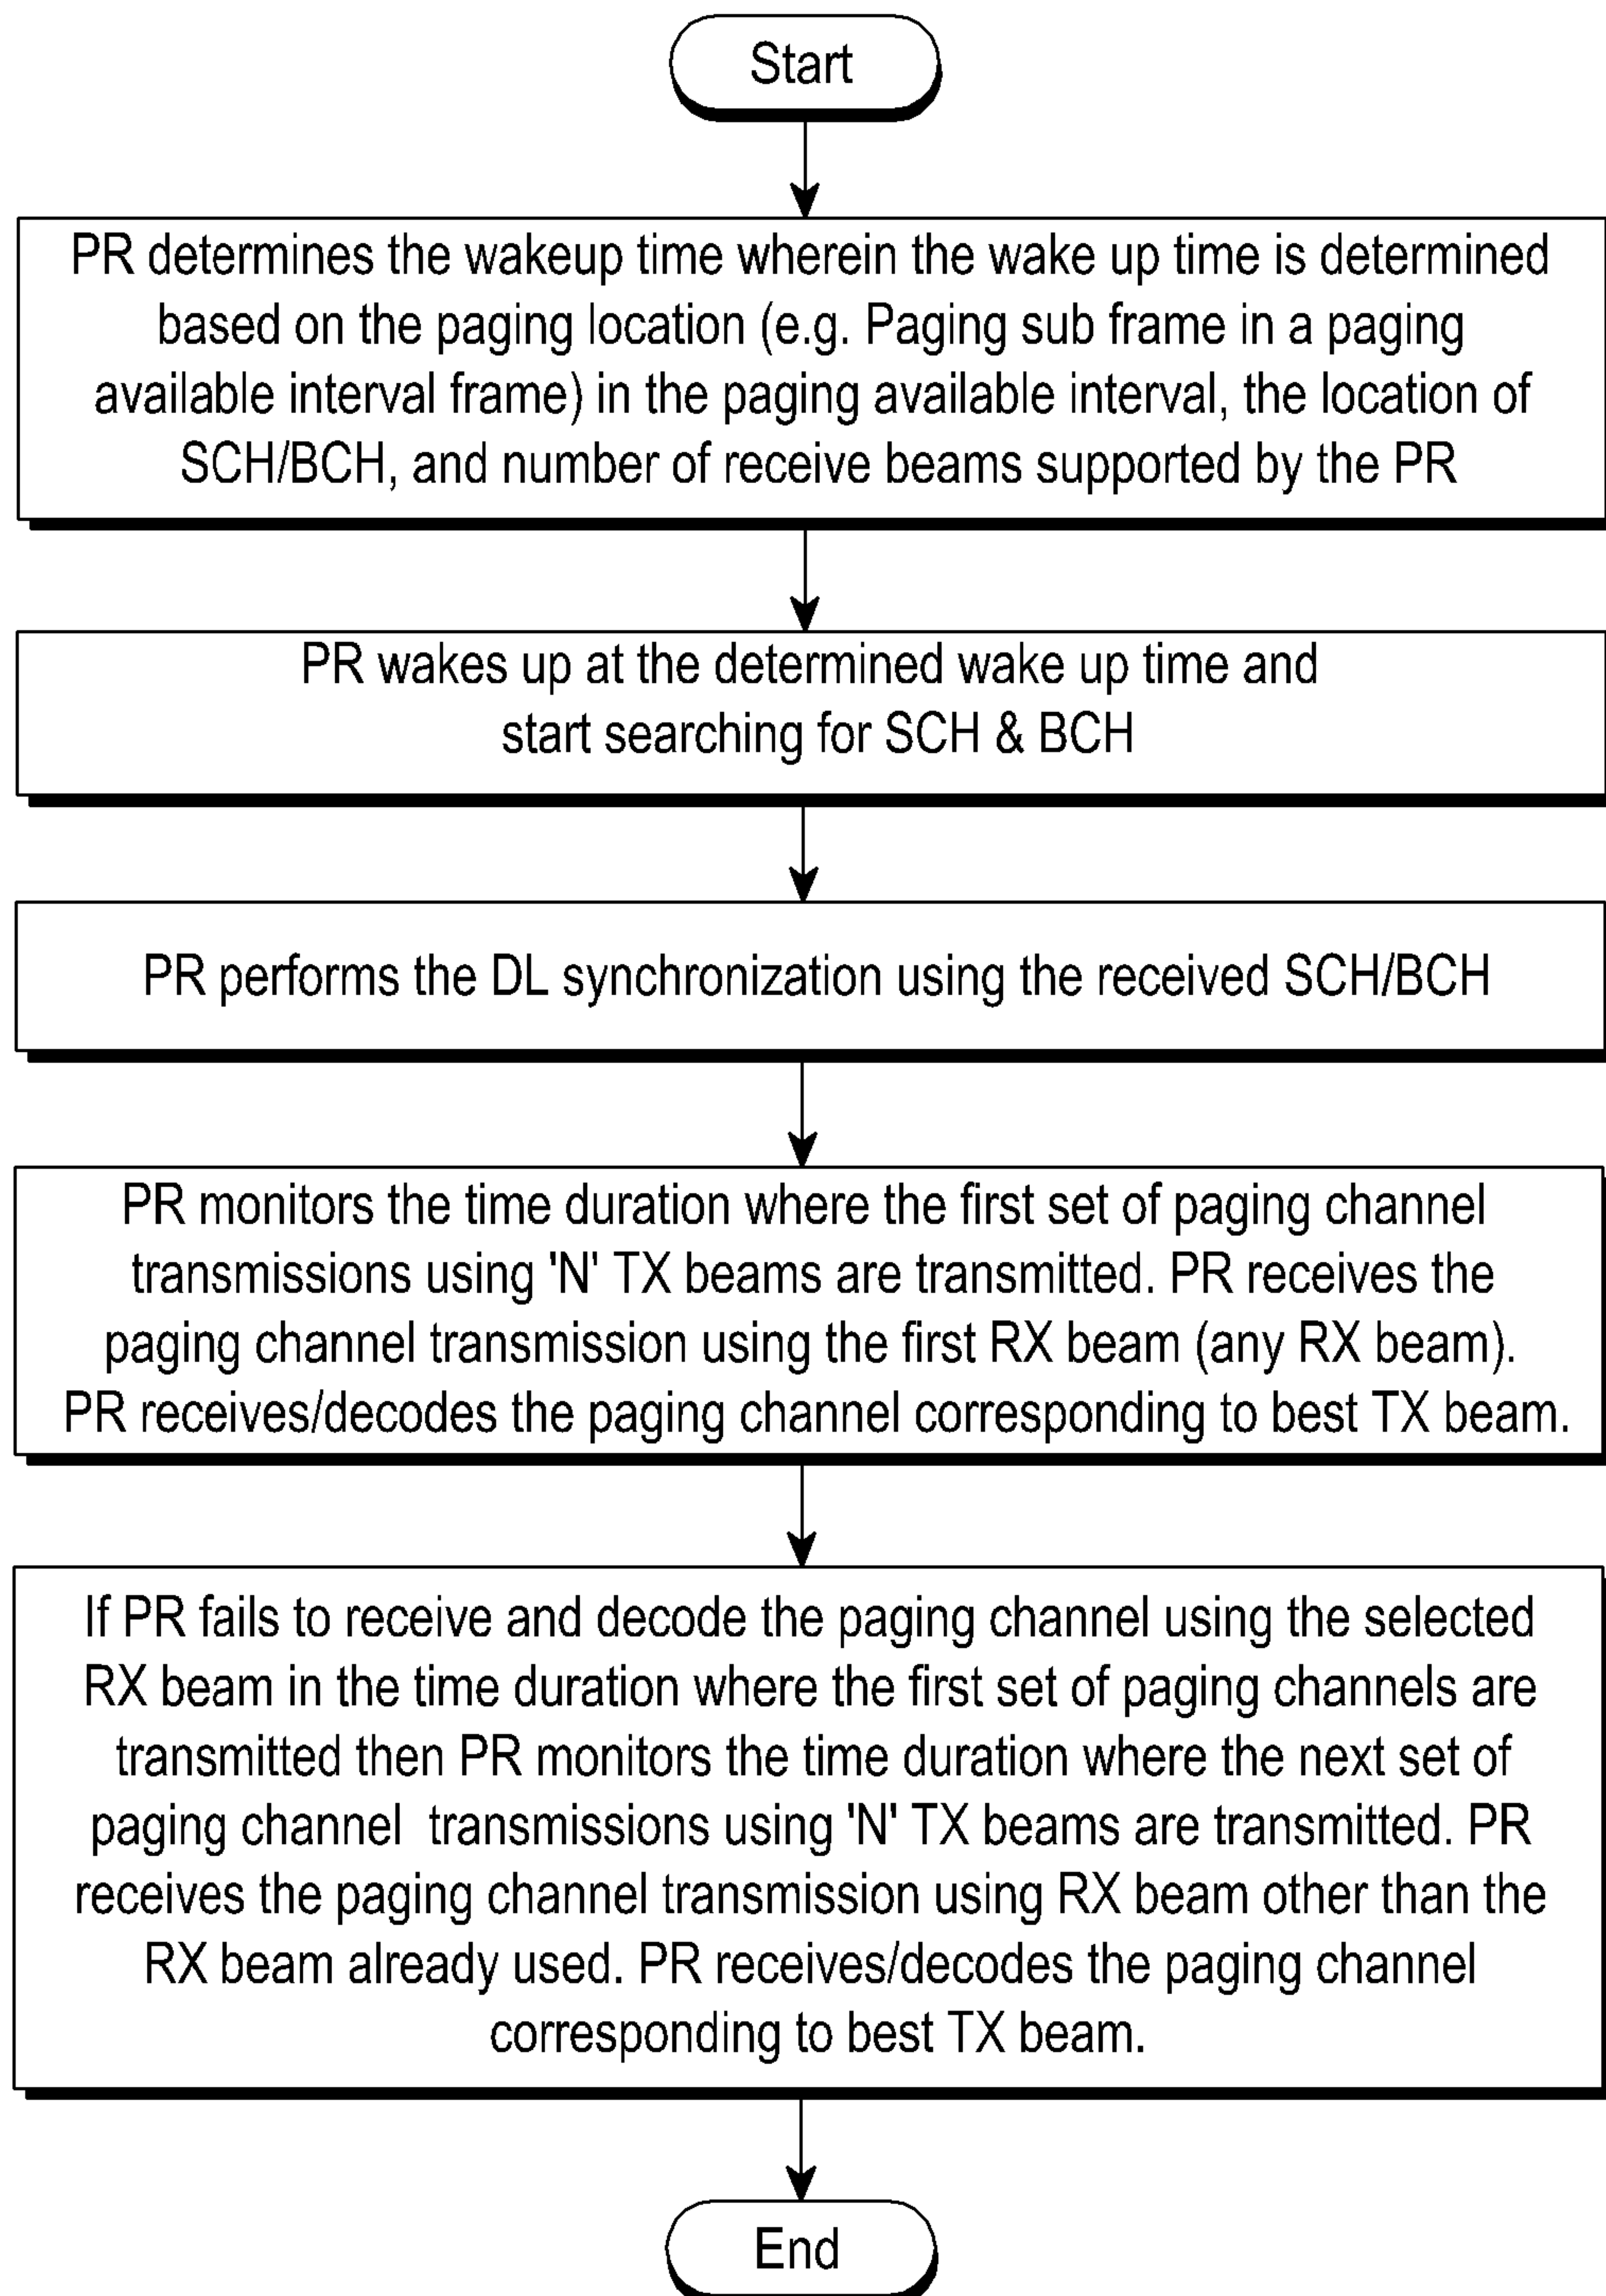 Start
PR determines the wakeup time wherein the wake up time is determined
based on the paging location (e.g. Paging sub frame in a paging
available interval frame) in the paging available interval, the location of
SCH/BCH, and number of receive beams supported by the PR
PR wakes up at the determined wake up time and
start searching for SCH & BCH
PR performs the DL synchronization using the received SCH/BCH
PR monitors the time duration where the first set of paging channel
transmissions using 'N' TX beams are transmitted. PR receives the
paging channel transmission using the first RX beam (any RX beam).
PR receives/decodes the paging channel corresponding to best TX beam.
If PR fails to receive and decode the paging channel using the selected
RX beam in the time duration where the first set of paging channels are
transmitted then PR monitors the time duration where the next set of
paging channel transmissions using 'N' TX beams are transmitted. PR
receives the paging channel transmission using RX beam other than the
RX beam already used. PR receives/decodes the paging channel
corresponding to best TX beam.
End